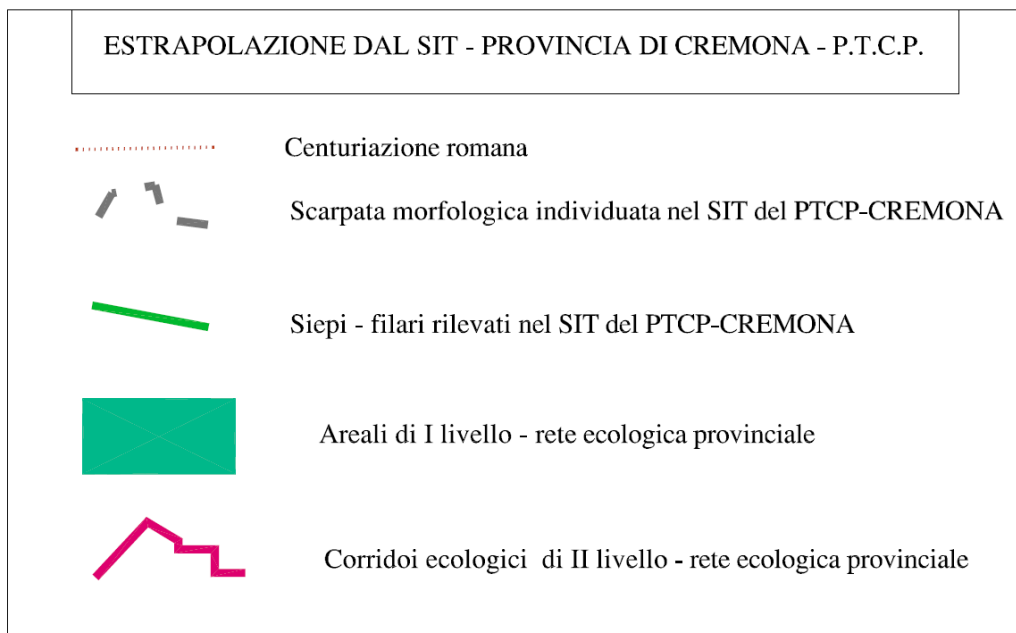 ESTRAPOLAZIONE DAL SIT - PROVINCIA DI CREMONA - P.T.C.P.
Centuriazione romana
Scarpata morfologica individuata nel SIT del PTCP-CREMONA
Siepi - filari rilevati nel SIT del PTCP-CREMONA
Areali di I livello - rete ecologica provinciale
Corridoi ecologici di II livello - rete ecologica provinciale